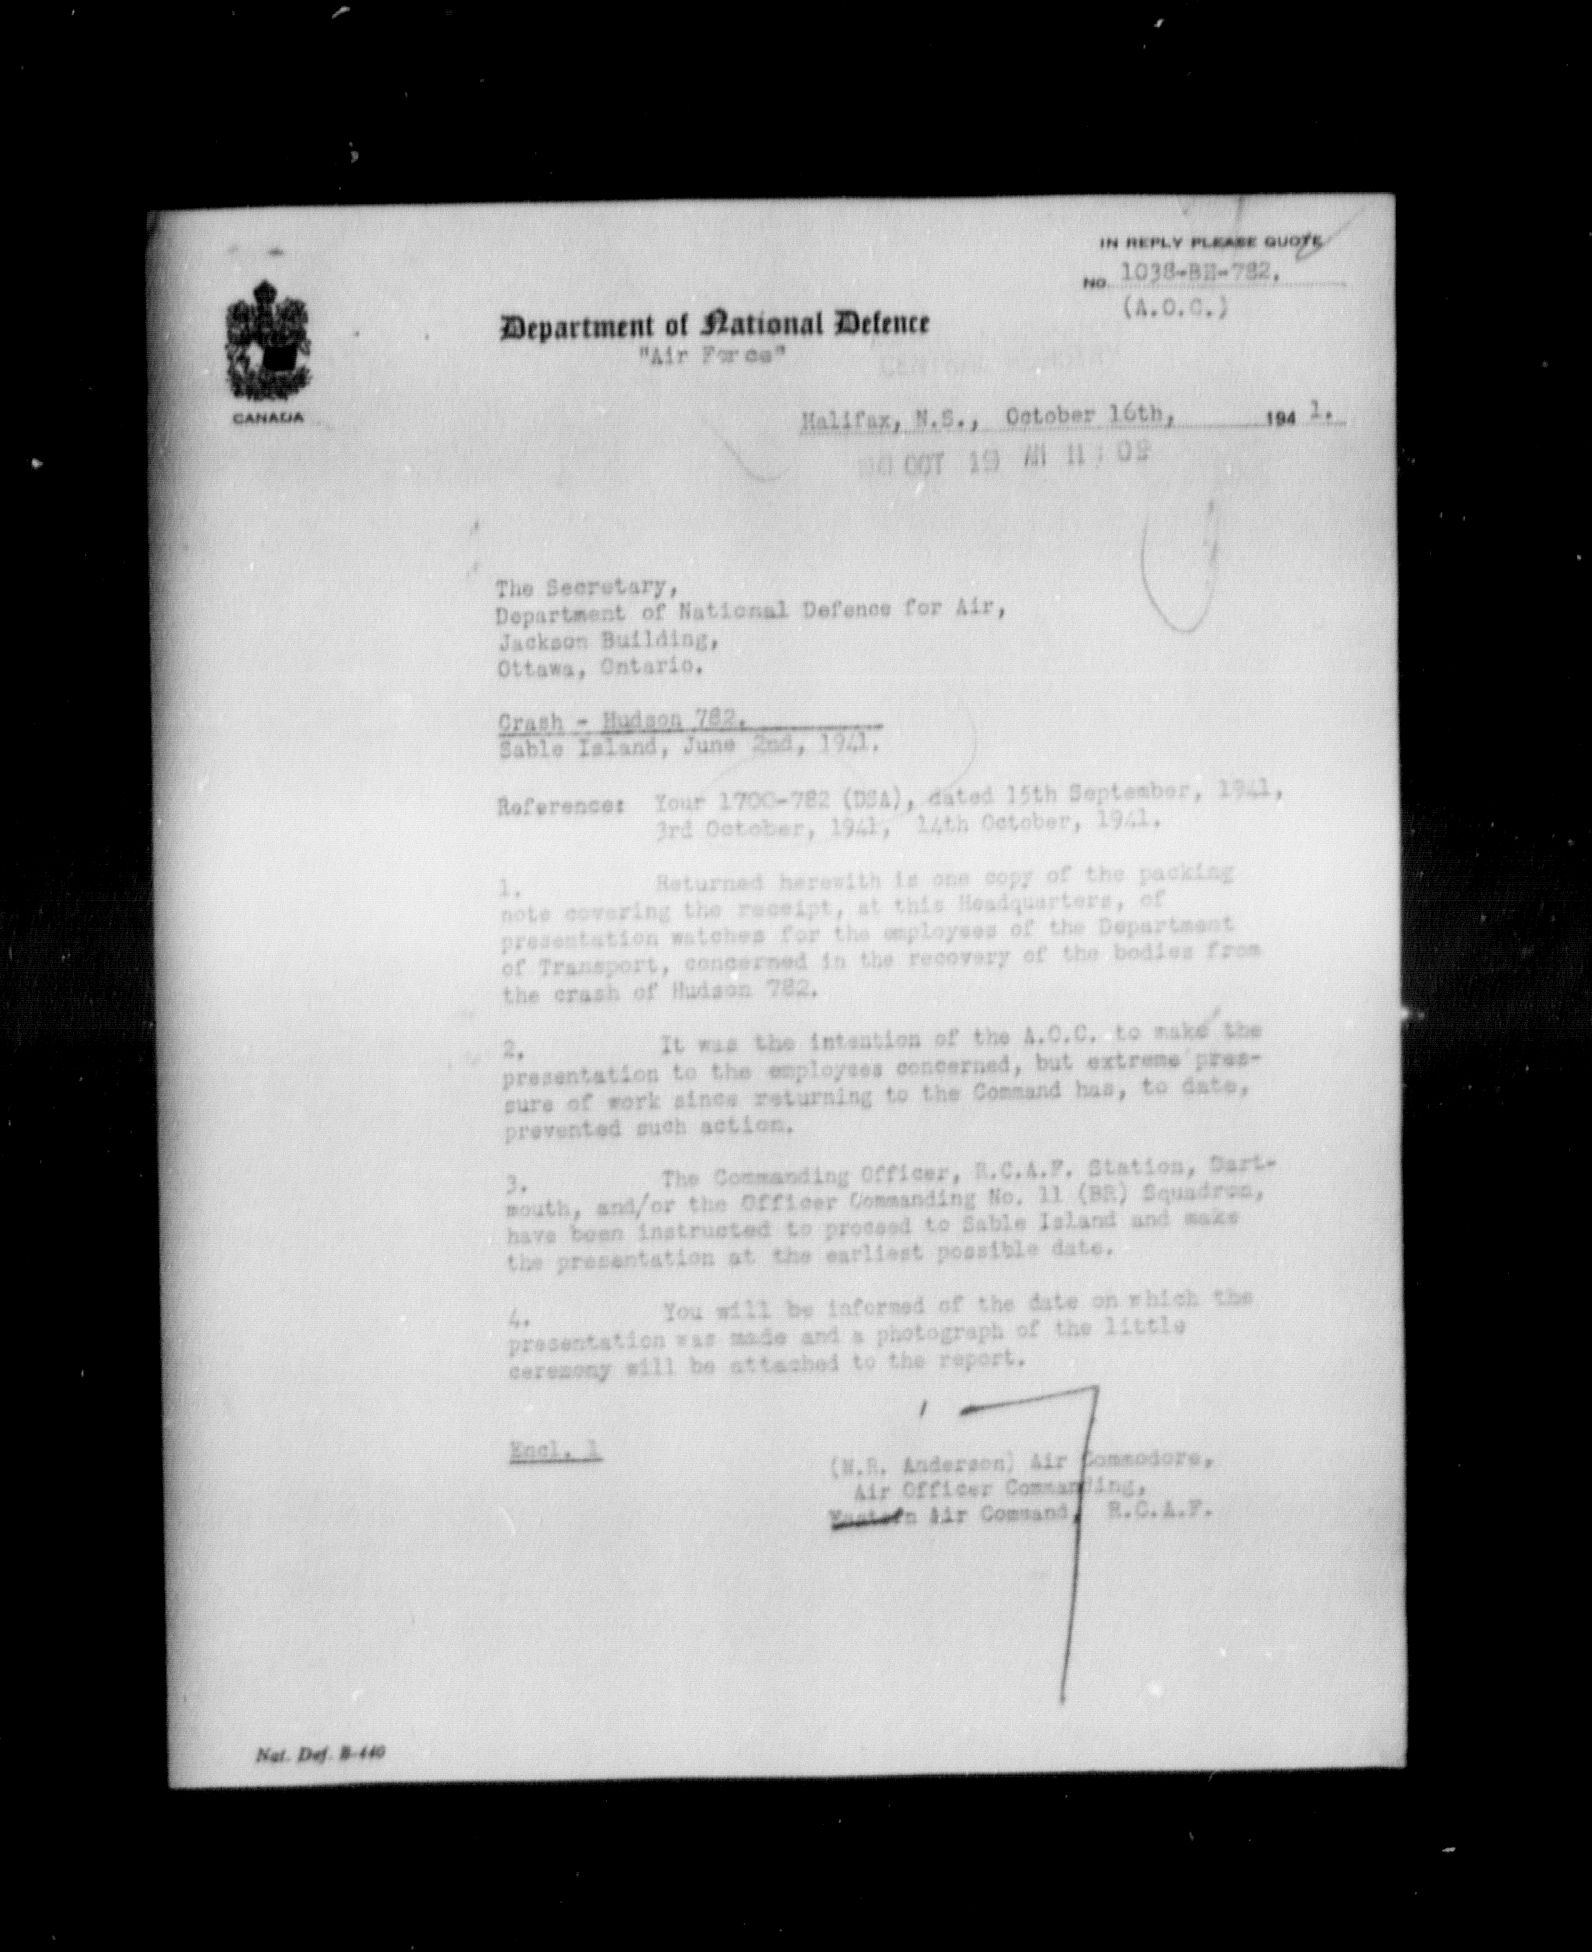 IN REPLY PLEASE QUOTE
NO. 1038-BH-782.
(A.O.C.)
CANADA
Department of National Defence
"Air Force"
CENTRAL REGISTRY
Halifax, N.S., October 16th, 194 1.
OCT 19 AM 11:09
The Secretary,
Department of National Defence for Air,
Jackson Building,
Ottawa, Ontario.
Crash - Hudson 782.
Sable Island, June 2nd, 1941.
Reference: Your 1700-782 (DSA), dated 15th September, 1941,
3rd October, 1941, 14th October, 1941.
1. Returned herewith is one copy of the packing
note covering the receipt, at this Headquarters, of
presentation watches for the employees of the Department
of Transport, concerned in the recovery of the bodies from
the crash of Hudson 782.
2. It was the intention of the A.O.C. to make the
presentation to the employees concerned, but extreme pres-
sure of work since returning to the Command has, to date,
prevented such action.
3. The Commanding Officer, R.C.A.F. Station, Dart-
mouth, and/or the Officer Commanding No. 11 (BR) Squadron,
have been instructed to proceed to Sable Island and make
the presentation at the earliest possible date.
4. You will be informed of the date on which the
presentation was made and a photograph of the little
ceremony will be attached to the report.
Encl. 1
(W.R. Anderson) Air Commodore,
Air Officer Commanding,
Eastern Air Command, R.C.A.F.
Nat. Def. B-440